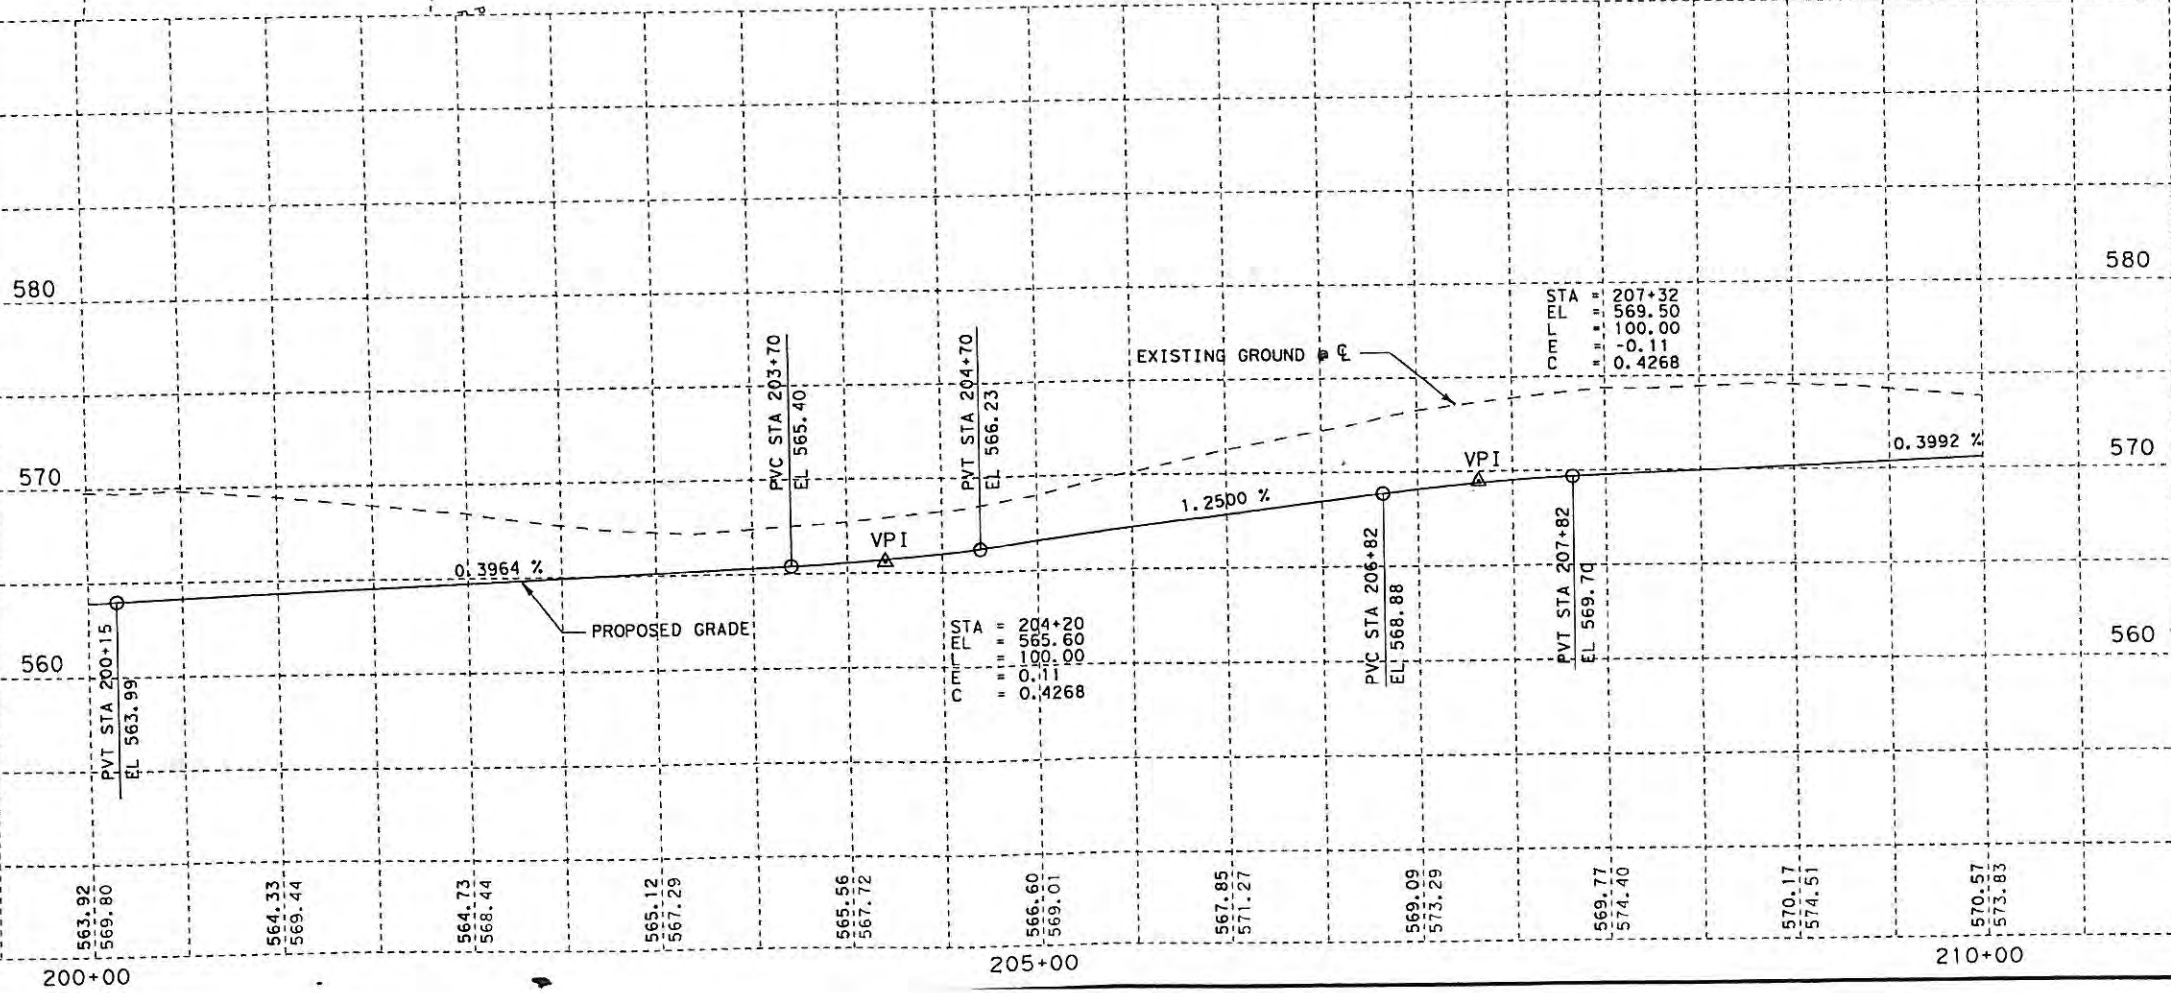 580
580
STA = 207+32
EL = 569.50
L = 100.00
E = -0.11
C = 0.4268
EXISTING GROUND @ ℄
PVC STA 203+70
EL 565.40
PVT STA 204+70
EL 566.23
570
570
0.3992 %
VPI
1.2500 %
VPI
0.3964 %
PROPOSED GRADE
PVC STA 206+82
EL 568.88
PVT STA 207+82
EL 569.70
560
560
STA = 204+20
EL = 565.60
L = 100.00
E = 0.11
C = 0.4268
PVT STA 200+15
EL 563.99
563.92
569.80
564.33
569.44
564.73
568.44
565.12
567.29
565.56
567.72
566.60
569.01
567.85
571.27
569.09
573.29
569.77
574.40
570.17
574.51
570.57
573.83
200+00
205+00
210+00